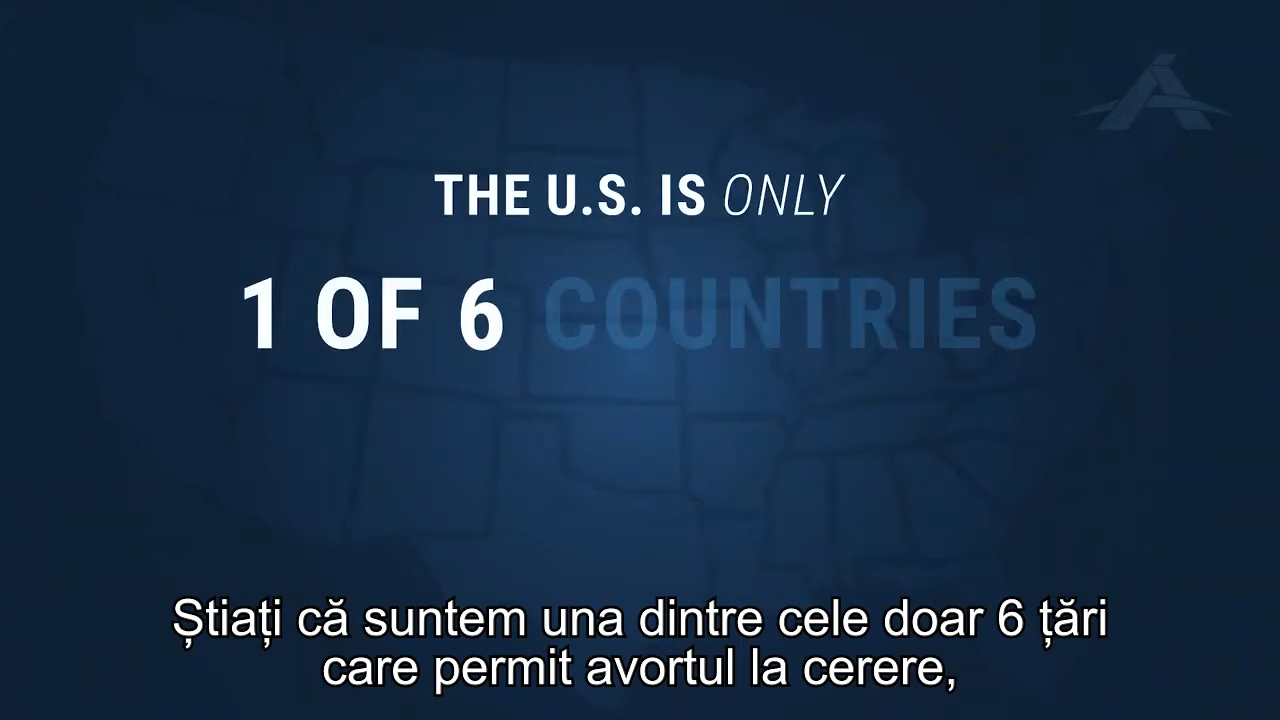 THE U.S. IS ONLY
1 OF 6 COUNTRIES
Știați că suntem una dintre cele doar 6 țări
care permit avortul la cerere,